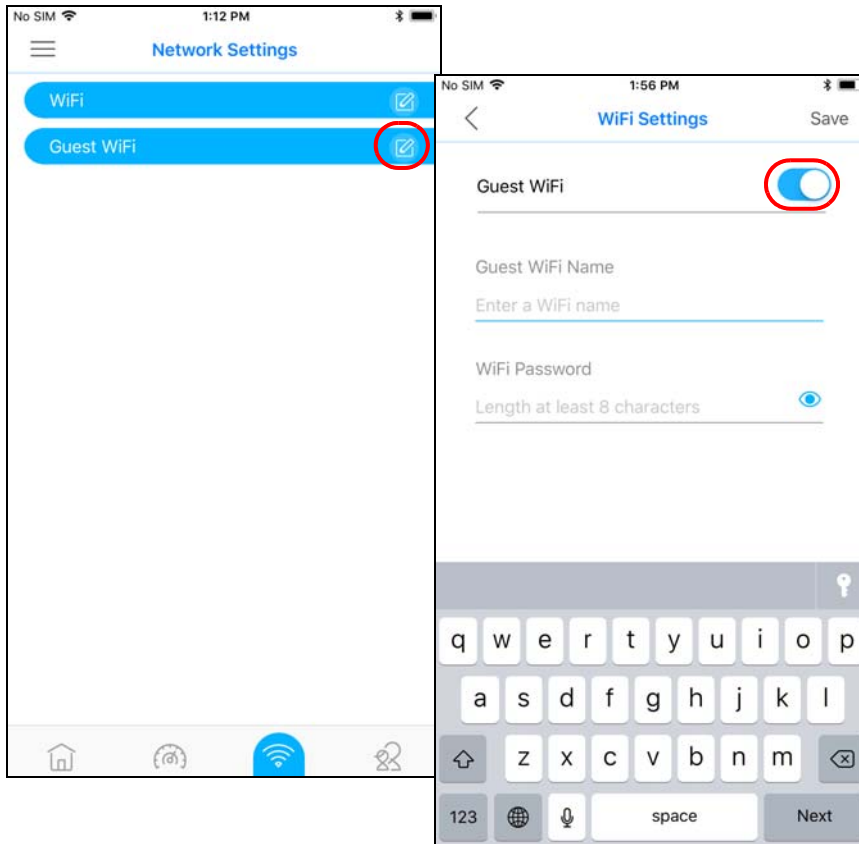 No SIM 1:12 PM
Network Settings
WiFi
Guest WiFi
No SIM 1:56 PM
WiFi Settings Save
Guest WiFi
Guest WiFi Name
Enter a WiFi name
WiFi Password
Length at least 8 characters
q w e r t y u i o p
a s d f g h j k l
z x c v b n m
123 space Next